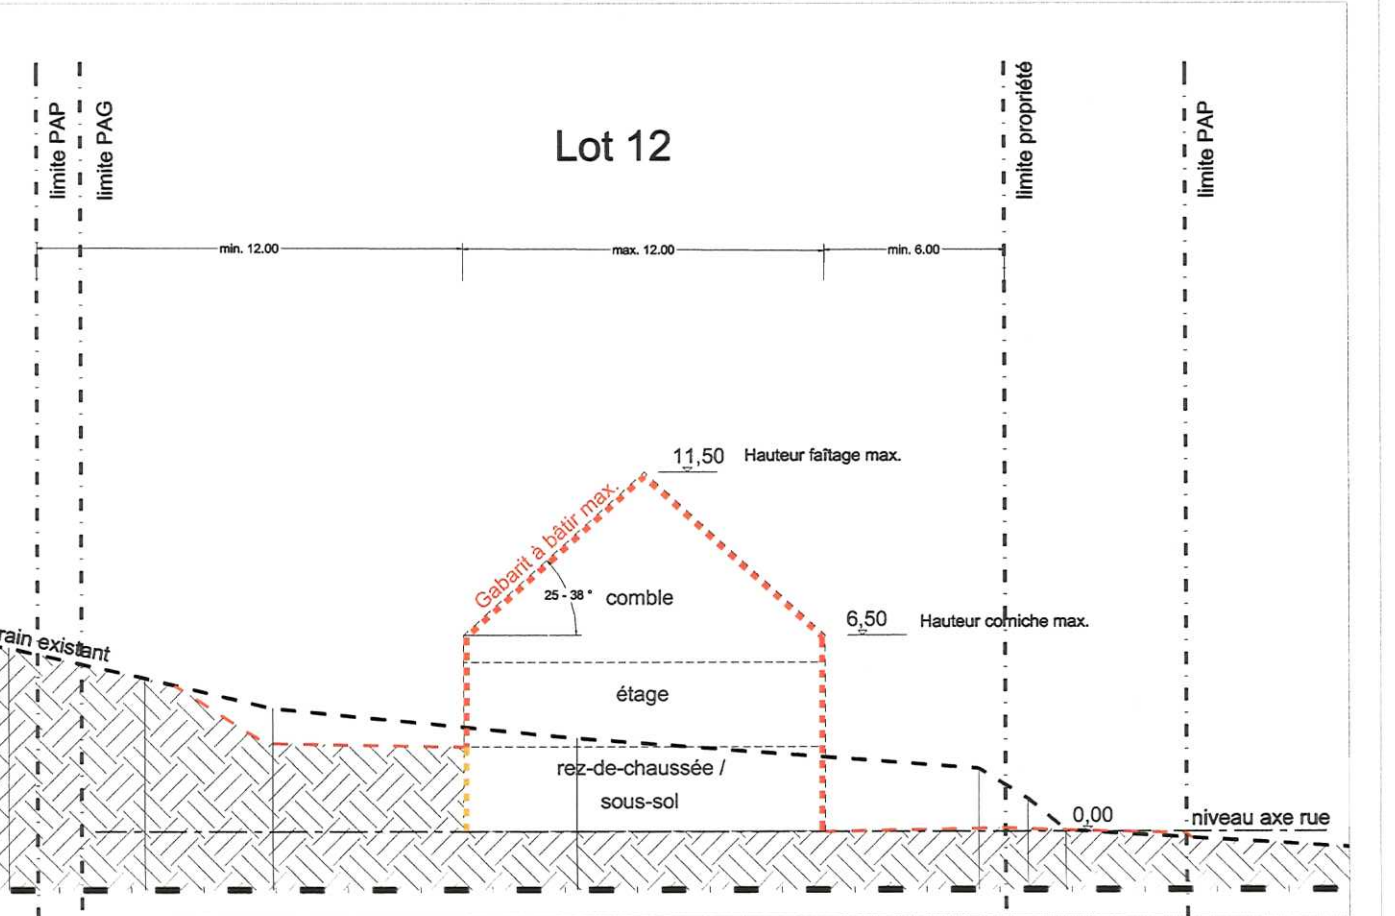 limite PAP
limite PAG
Lot 12
limite propriété
limite PAP
min. 12.00
max. 12.00
min. 6.00
11,50 Hauteur faîtage max.
Gabarit à bâtir max.
25 - 38° comble
6,50 Hauteur corniche max.
rain existant
étage
rez-de-chaussée /
sous-sol
0,00
niveau axe rue